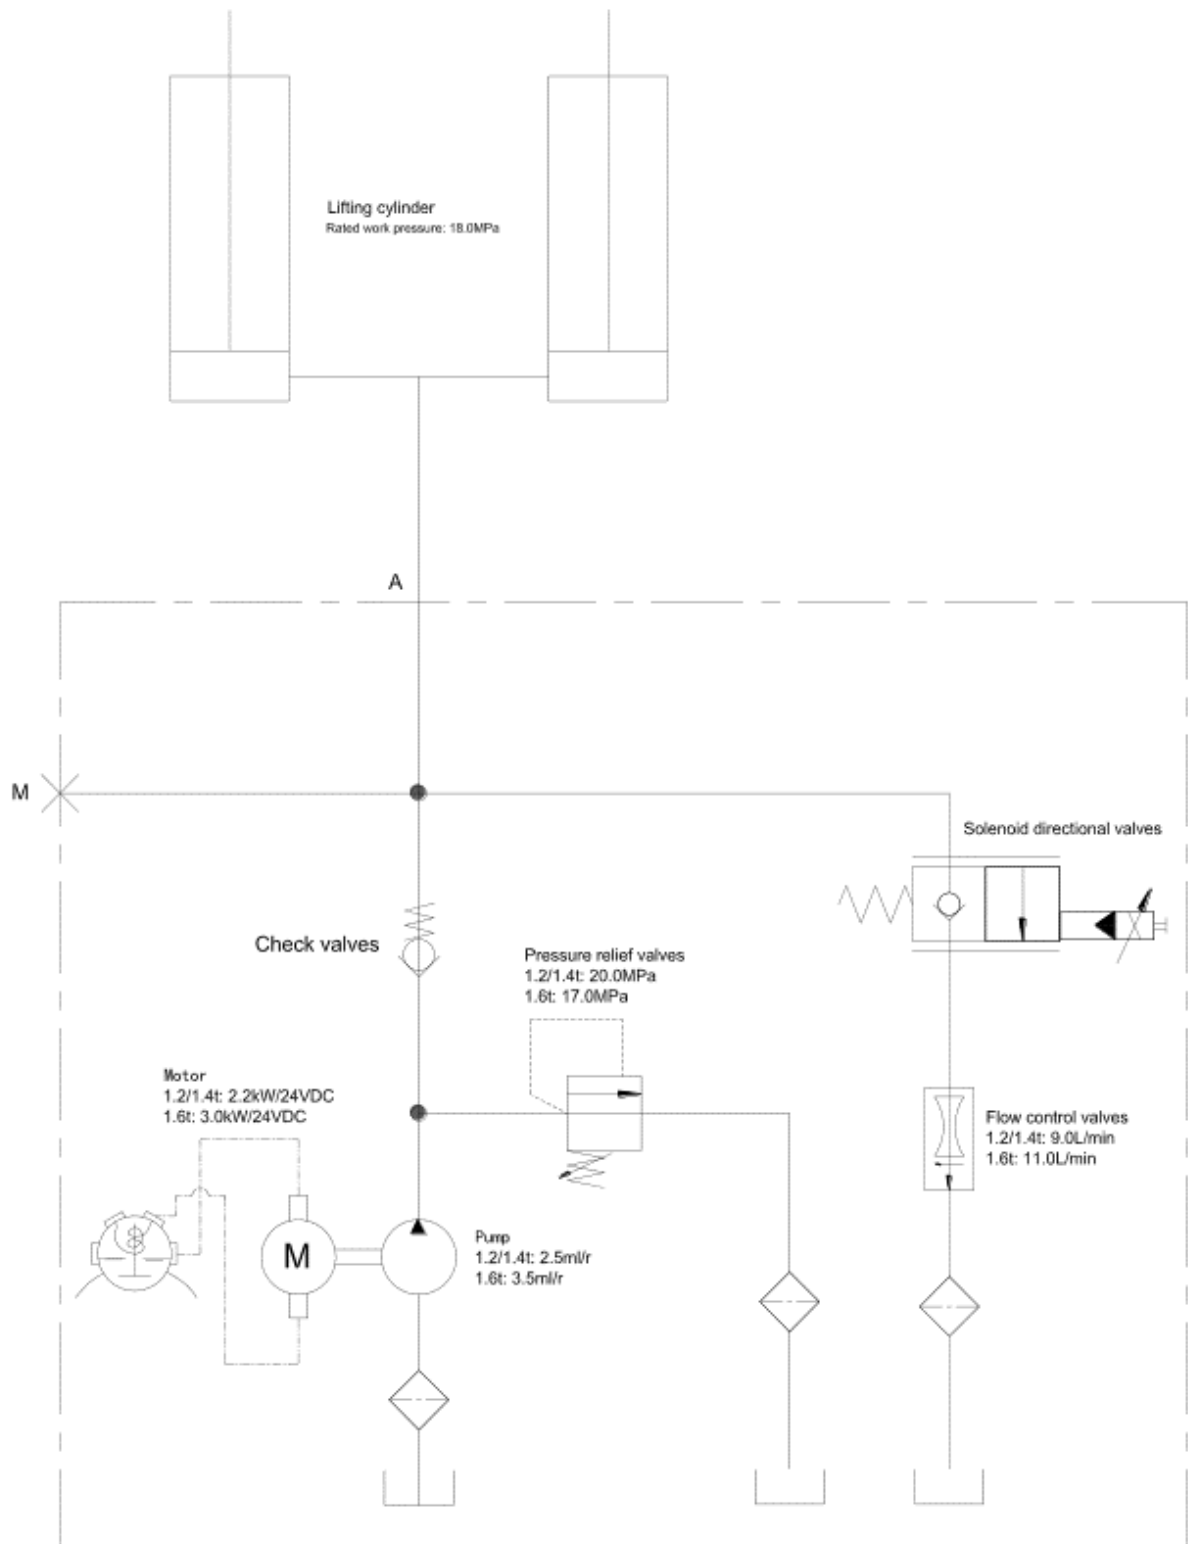 Lifting cylinder
Rated work pressure: 18.0MPa
A
M
Solenoid directional valves
Check valves
Pressure relief valves
1.2/1.4t: 20.0MPa
1.6t: 17.0MPa
Motor
1.2/1.4t: 2.2kW/24VDC
1.6t: 3.0kW/24VDC
Flow control valves
1.2/1.4t: 9.0L/min
1.6t: 11.0L/min
M
Pump
1.2/1.4t: 2.5ml/r
1.6t: 3.5ml/r